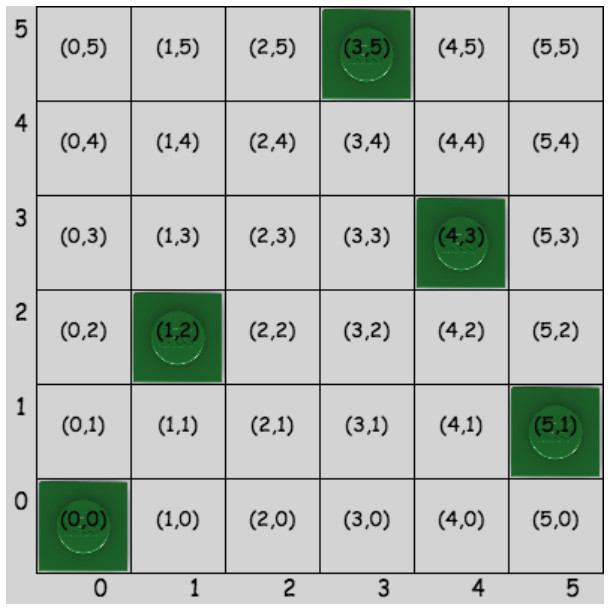 5 (0,5) (1,5) (2,5) (3,5) (4,5) (5,5)
4 (0,4) (1,4) (2,4) (3,4) (4,4) (5,4)
3 (0,3) (1,3) (2,3) (3,3) (4,3) (5,3)
2 (0,2) (1,2) (2,2) (3,2) (4,2) (5,2)
1 (0,1) (1,1) (2,1) (3,1) (4,1) (5,1)
0 (0,0) (1,0) (2,0) (3,0) (4,0) (5,0)
0 1 2 3 4 5